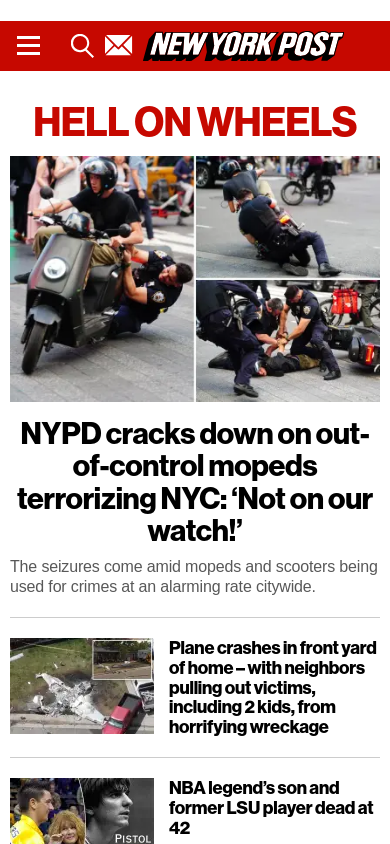 NEW YORK POST
HELL ON WHEELS
NYPD cracks down on out-
of-control mopeds
terrorizing NYC: ‘Not on our
watch!’
The seizures come amid mopeds and scooters being
used for crimes at an alarming rate citywide.
Plane crashes in front yard
of home – with neighbors
pulling out victims,
including 2 kids, from
horrifying wreckage
NBA legend’s son and
former LSU player dead at
42
PISTOL